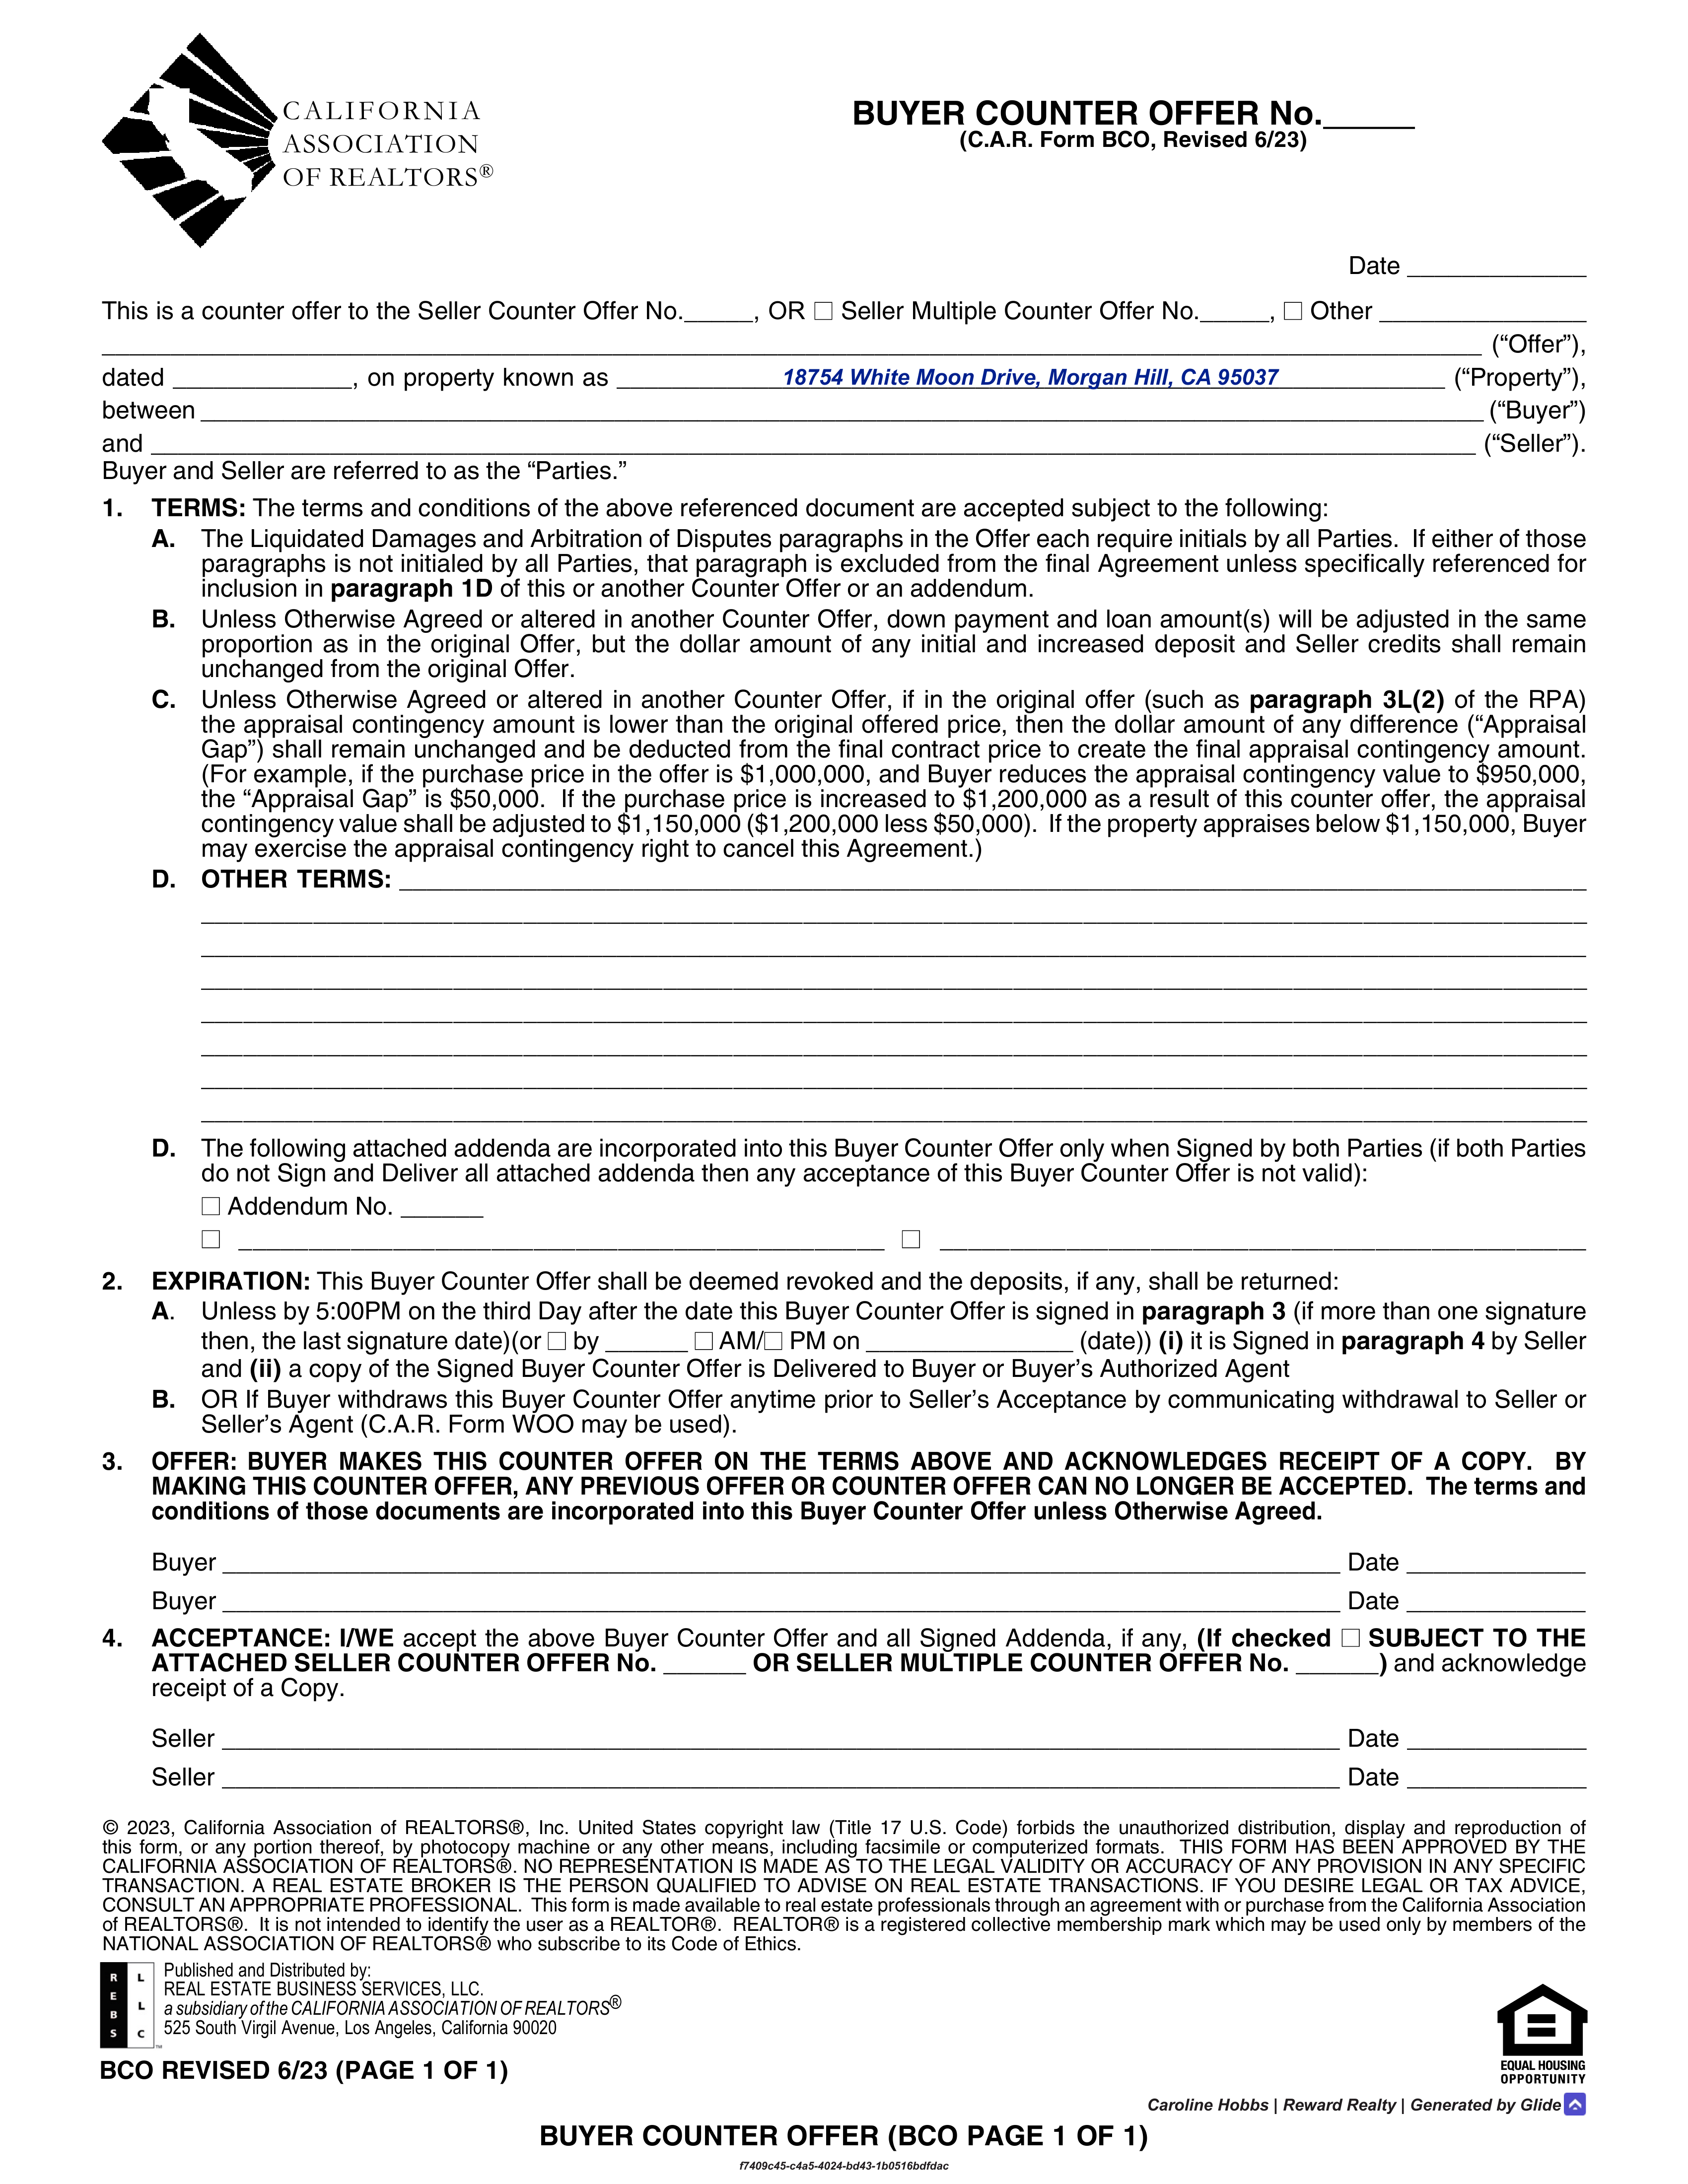 CALIFORNIA
ASSOCIATION
OF REALTORS®
BUYER COUNTER OFFER No.______
(C.A.R. Form BCO, Revised 6/23)
Date _____________
This is a counter offer to the Seller Counter Offer No._____, OR ☐ Seller Multiple Counter Offer No._____, ☐ Other _______________
____________________________________________________________ (“Offer”),
dated _____________, on property known as ____________ 18754 White Moon Drive, Morgan Hill, CA 95037 ____________ (“Property”),
between ____________________________________________________________ (“Buyer”)
and ____________________________________________________________ (“Seller”).
Buyer and Seller are referred to as the “Parties.”
1. TERMS: The terms and conditions of the above referenced document are accepted subject to the following:
A. The Liquidated Damages and Arbitration of Disputes paragraphs in the Offer each require initials by all Parties. If either of those
paragraphs is not initialed by all Parties, that paragraph is excluded from the final Agreement unless specifically referenced for
inclusion in paragraph 1D of this or another Counter Offer or an addendum.
B. Unless Otherwise Agreed or altered in another Counter Offer, down payment and loan amount(s) will be adjusted in the same
proportion as in the original Offer, but the dollar amount of any initial and increased deposit and Seller credits shall remain
unchanged from the original Offer.
C. Unless Otherwise Agreed or altered in another Counter Offer, if in the original offer (such as paragraph 3L(2) of the RPA)
the appraisal contingency amount is lower than the original offered price, then the dollar amount of any difference (“Appraisal
Gap”) shall remain unchanged and be deducted from the final contract price to create the final appraisal contingency amount.
(For example, if the purchase price in the offer is $1,000,000, and Buyer reduces the appraisal contingency value to $950,000,
the “Appraisal Gap” is $50,000. If the purchase price is increased to $1,200,000 as a result of this counter offer, the appraisal
contingency value shall be adjusted to $1,150,000 ($1,200,000 less $50,000). If the property appraises below $1,150,000, Buyer
may exercise the appraisal contingency right to cancel this Agreement.)
D. OTHER TERMS: ____________________________________________________________
D. The following attached addenda are incorporated into this Buyer Counter Offer only when Signed by both Parties (if both Parties
do not Sign and Deliver all attached addenda then any acceptance of this Buyer Counter Offer is not valid):
☐ Addendum No. ______
☐ ______________________________ ☐ ______________________________
2. EXPIRATION: This Buyer Counter Offer shall be deemed revoked and the deposits, if any, shall be returned:
A. Unless by 5:00PM on the third Day after the date this Buyer Counter Offer is signed in paragraph 3 (if more than one signature
then, the last signature date)(or ☐ by ______ ☐ AM/☐ PM on _______________ (date)) (i) it is Signed in paragraph 4 by Seller
and (ii) a copy of the Signed Buyer Counter Offer is Delivered to Buyer or Buyer’s Authorized Agent
B. OR If Buyer withdraws this Buyer Counter Offer anytime prior to Seller’s Acceptance by communicating withdrawal to Seller or
Seller’s Agent (C.A.R. Form WOO may be used).
3. OFFER: BUYER MAKES THIS COUNTER OFFER ON THE TERMS ABOVE AND ACKNOWLEDGES RECEIPT OF A COPY. BY
MAKING THIS COUNTER OFFER, ANY PREVIOUS OFFER OR COUNTER OFFER CAN NO LONGER BE ACCEPTED. The terms and
conditions of those documents are incorporated into this Buyer Counter Offer unless Otherwise Agreed.
Buyer ____________________________________________________________ Date _____________
Buyer ____________________________________________________________ Date _____________
4. ACCEPTANCE: I/WE accept the above Buyer Counter Offer and all Signed Addenda, if any, (If checked ☐ SUBJECT TO THE
ATTACHED SELLER COUNTER OFFER No. ______ OR SELLER MULTIPLE COUNTER OFFER No. ______) and acknowledge
receipt of a Copy.
Seller ____________________________________________________________ Date _____________
Seller ____________________________________________________________ Date _____________
© 2023, California Association of REALTORS®, Inc. United States copyright law (Title 17 U.S. Code) forbids the unauthorized distribution, display and reproduction of
this form, or any portion thereof, by photocopy machine or any other means, including facsimile or computerized formats. THIS FORM HAS BEEN APPROVED BY THE
CALIFORNIA ASSOCIATION OF REALTORS®. NO REPRESENTATION IS MADE AS TO THE LEGAL VALIDITY OR ACCURACY OF ANY PROVISION IN ANY SPECIFIC
TRANSACTION. A REAL ESTATE BROKER IS THE PERSON QUALIFIED TO ADVISE ON REAL ESTATE TRANSACTIONS. IF YOU DESIRE LEGAL OR TAX ADVICE,
CONSULT AN APPROPRIATE PROFESSIONAL. This form is made available to real estate professionals through an agreement with or purchase from the California Association
of REALTORS®. It is not intended to identify the user as a REALTOR®. REALTOR® is a registered collective membership mark which may be used only by members of the
NATIONAL ASSOCIATION OF REALTORS® who subscribe to its Code of Ethics.
REBS LLC™
Published and Distributed by:
REAL ESTATE BUSINESS SERVICES, LLC.
a subsidiary of the CALIFORNIA ASSOCIATION OF REALTORS®
525 South Virgil Avenue, Los Angeles, California 90020
EQUAL HOUSING
OPPORTUNITY
BCO REVISED 6/23 (PAGE 1 OF 1)
Caroline Hobbs | Reward Realty | Generated by Glide
BUYER COUNTER OFFER (BCO PAGE 1 OF 1)
f7409c45-c4a5-4024-bd43-1b0516bdfdac